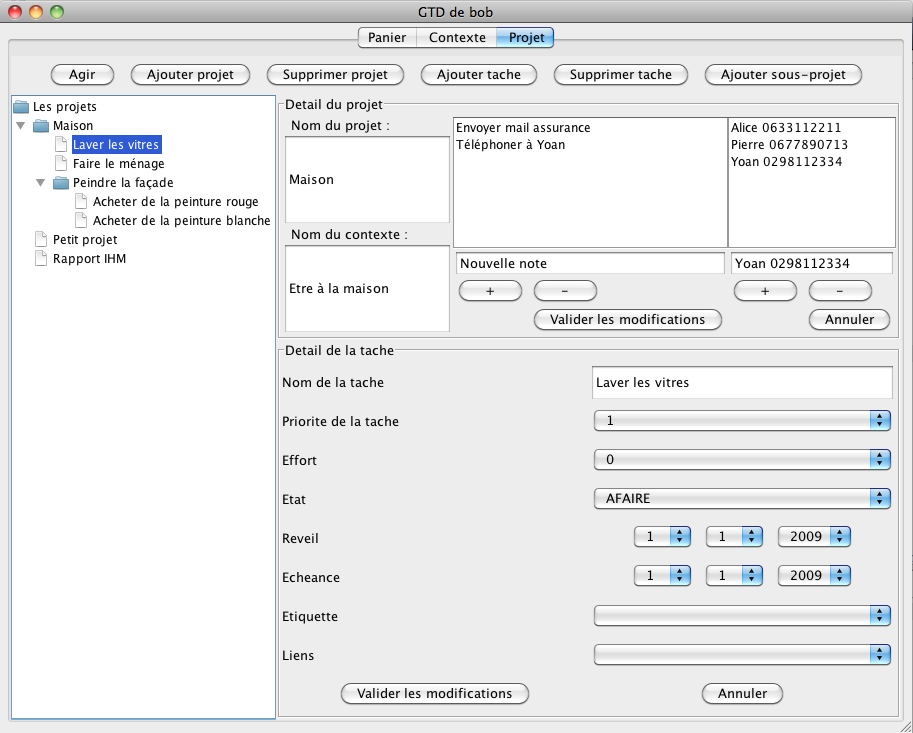 GTD de bob
Panier Contexte Projet
Agir Ajouter projet Supprimer projet Ajouter tache Supprimer tache Ajouter sous-projet
Les projets
Maison
Laver les vitres
Faire le ménage
Peindre la façade
Acheter de la peinture rouge
Acheter de la peinture blanche
Petit projet
Rapport IHM
Detail du projet
Nom du projet :
Maison
Nom du contexte :
Etre à la maison
Envoyer mail assurance
Téléphoner à Yoan
Nouvelle note
+ -
Valider les modifications
Alice 0633112211
Pierre 0677890713
Yoan 0298112334
Yoan 0298112334
+ -
Annuler
Detail de la tache
Nom de la tache Laver les vitres
Priorite de la tache 1
Effort 0
Etat AFAIRE
Reveil 1 1 2009
Echeance 1 1 2009
Etiquette
Liens
Valider les modifications Annuler